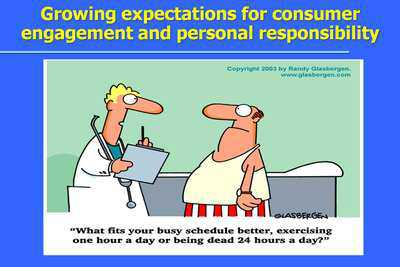 Growing expectations for consumer
engagement and personal responsibility
Copyright 2003 by Randy Glasbergen.
www.glasbergen.com
GLASBERGEN
"What fits your busy schedule better, exercising
one hour a day or being dead 24 hours a day?"